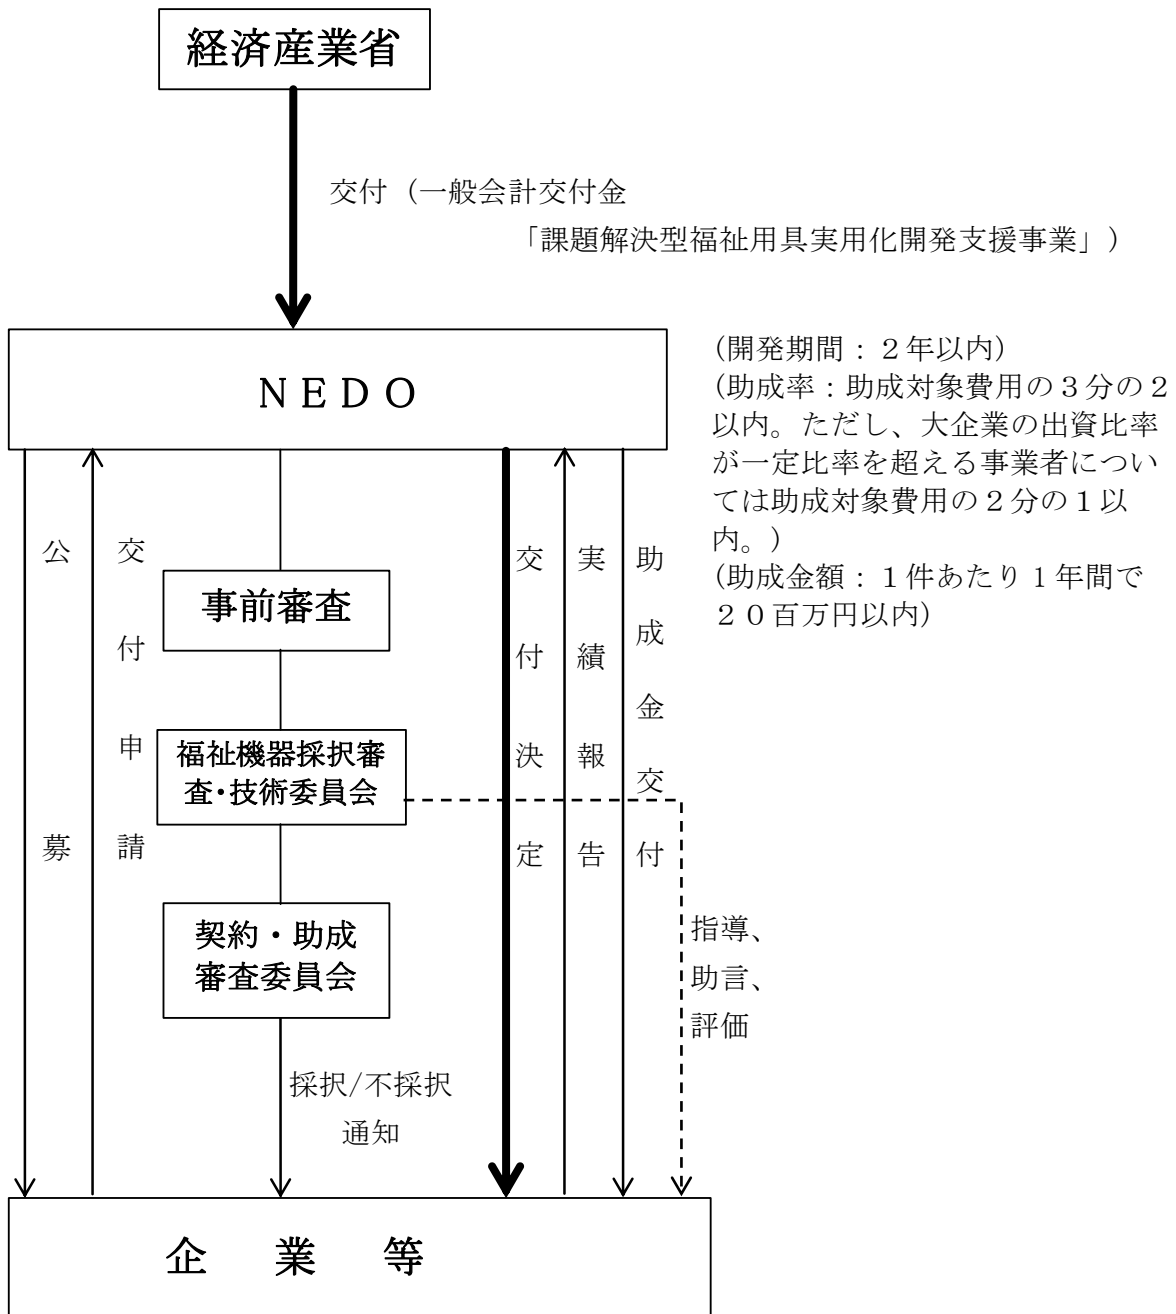 経済産業省
交付（一般会計交付金
「課題解決型福祉用具実用化開発支援事業」）
ＮＥＤＯ
(開発期間：２年以内)
(助成率：助成対象費用の３分の２
以内。ただし、大企業の出資比率
が一定比率を超える事業者につい
ては助成対象費用の２分の１以
内。)
(助成金額：１件あたり１年間で
２０百万円以内)
公募
交付申請
事前審査
福祉機器採択審
査・技術委員会
契約・助成
審査委員会
採択/不採択
通知
交付決定
実績報告
助成金交付
指導、
助言、
評価
企業等